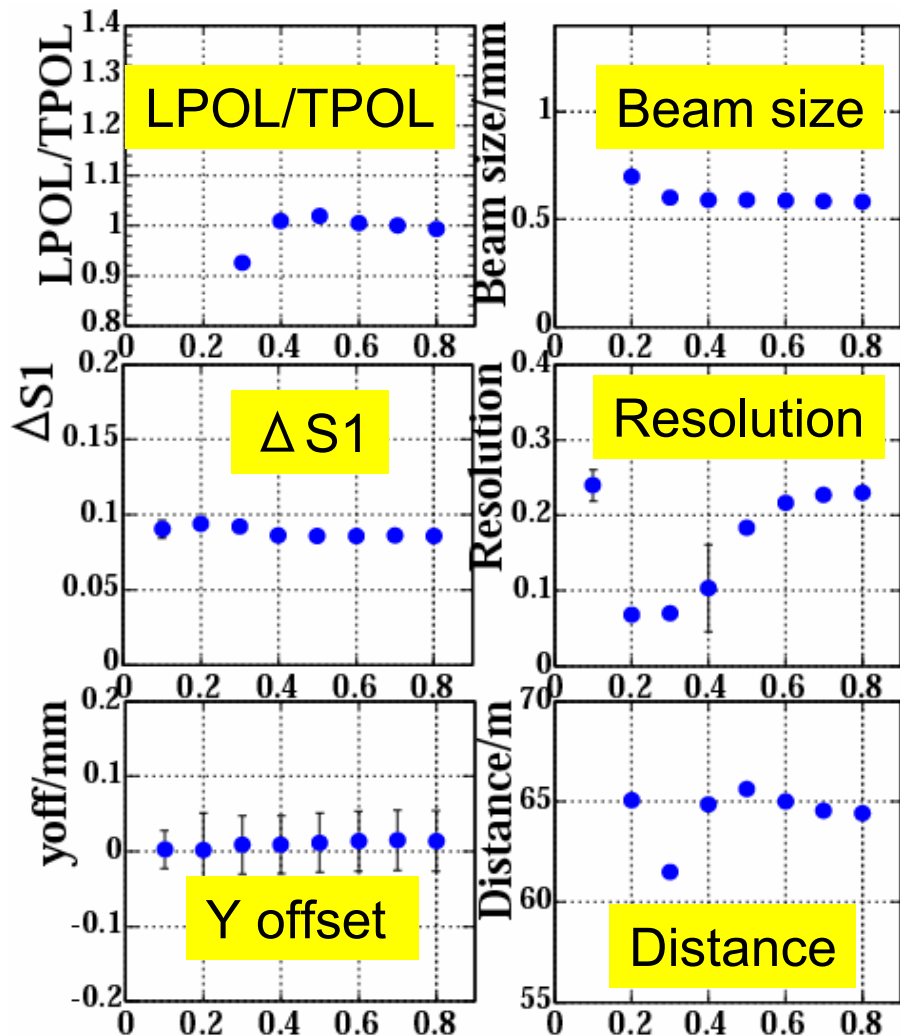 LPOL/TPOL
1.4
1.3
1.2
1.1
1
0.9
0.8
0 0.2 0.4 0.6 0.8
LPOL/TPOL
Beam size/mm
1
0.5
0
0 0.2 0.4 0.6 0.8
Beam size
ΔS1
0.2
0.15
0.1
0.05
0
0 0.2 0.4 0.6 0.8
Δ S1
Resolution
0.4
0.3
0.2
0.1
0
0 0.2 0.4 0.6 0.8
Resolution
yoff/mm
0.2
0.1
0
-0.1
-0.2
0 0.2 0.4 0.6 0.8
Y offset
Distance/m
70
65
60
55
0 0.2 0.4 0.6 0.8
Distance